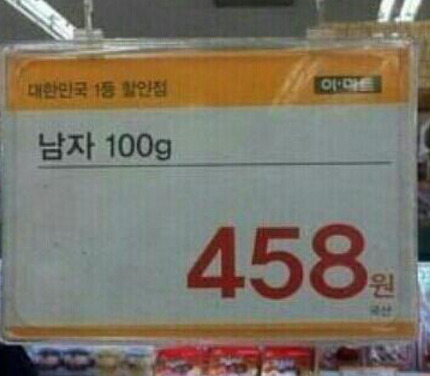 대한민국 1등 할인점
이·마트
남자 100g
458원
국산